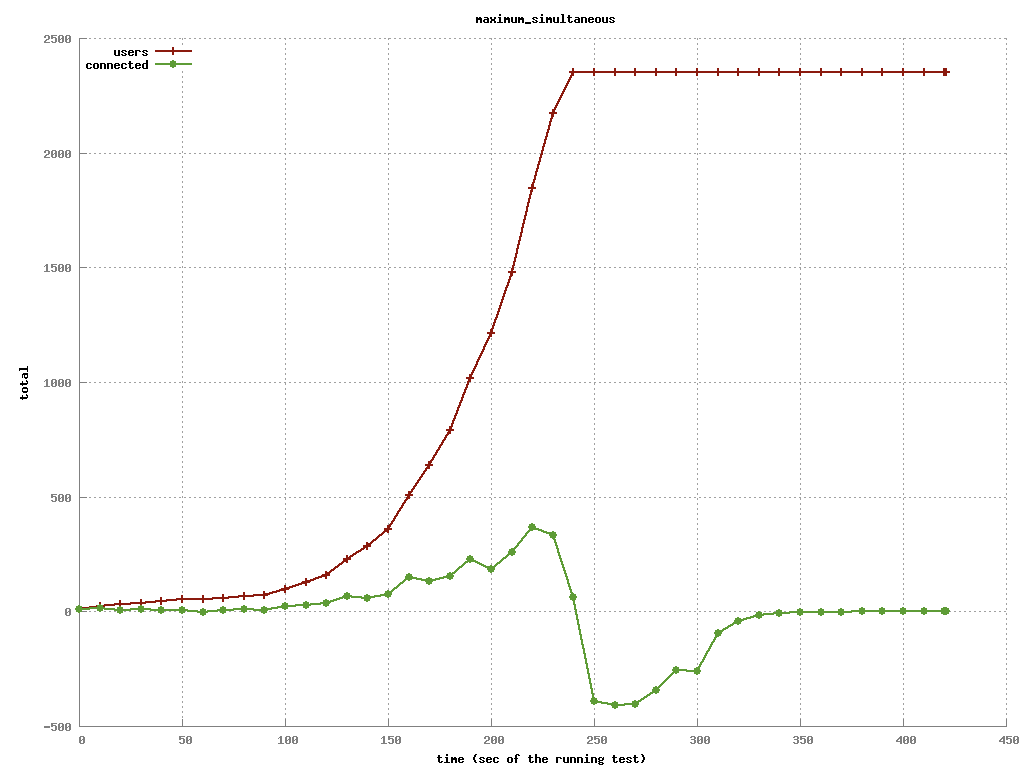 maximum_simultaneous
2500
users
connected
2000
1500
total
1000
500
0
-500
0 50 100 150 200 250 300 350 400 450
time (sec of the running test)